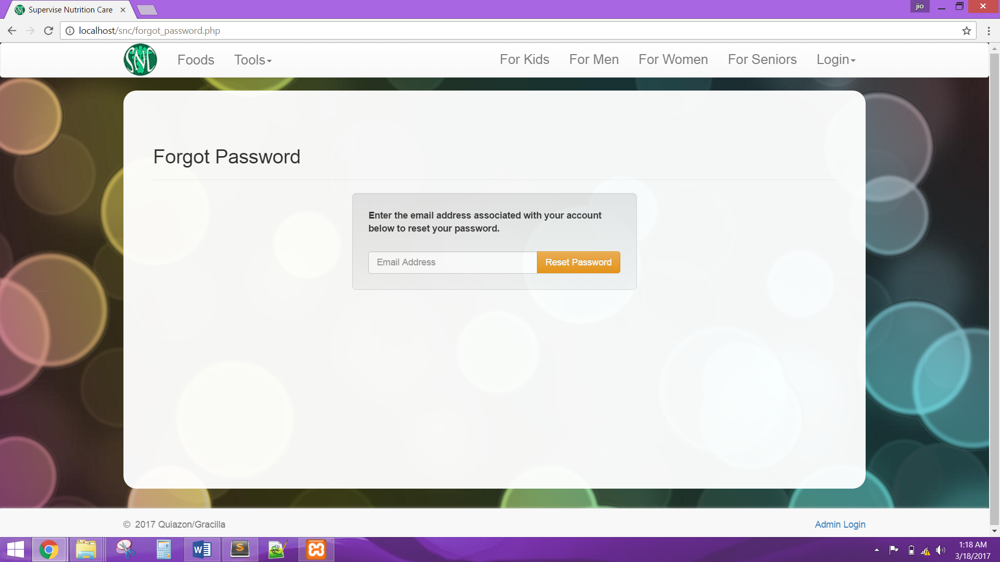 Supervise Nutrition Care
jio
localhost/snc/forgot_password.php
SNC
Foods
Tools
For Kids
For Men
For Women
For Seniors
Login
Forgot Password
Enter the email address associated with your account
below to reset your password.
Email Address
Reset Password
© 2017 Quiazon/Gracilla
Admin Login
1:18 AM
3/18/2017